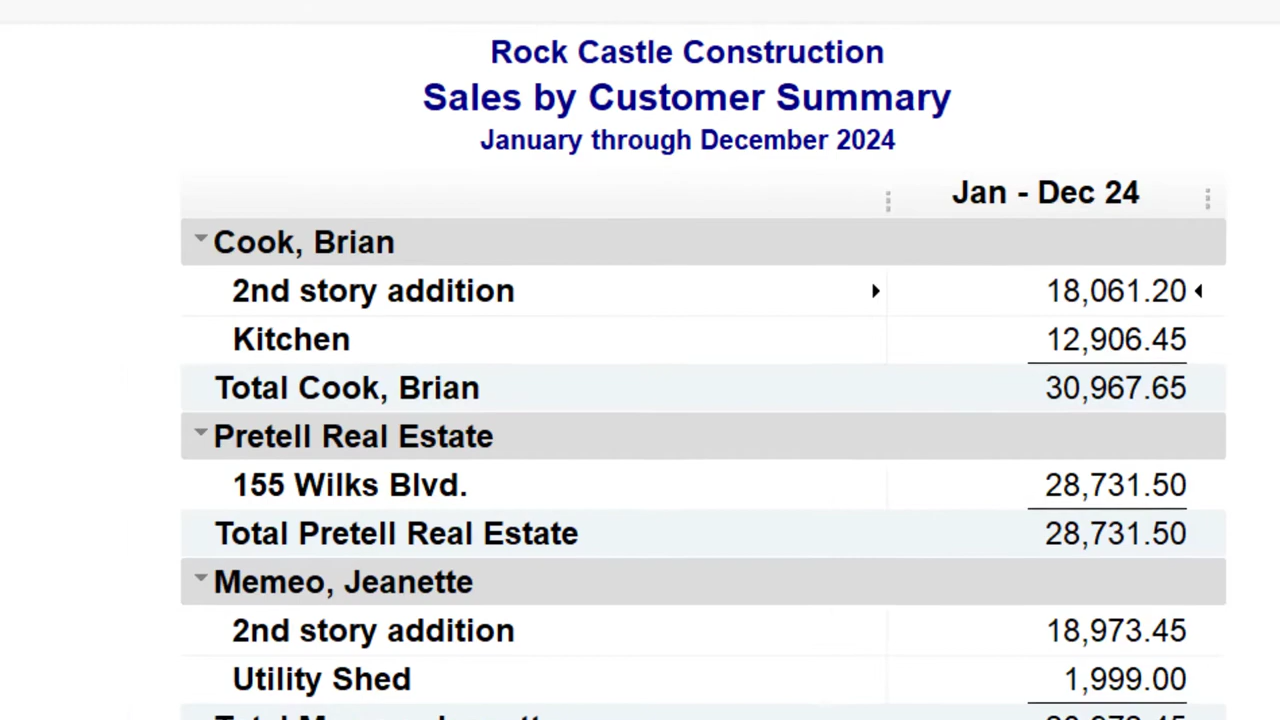 Rock Castle Construction
Sales by Customer Summary
January through December 2024
Jan - Dec 24
Cook, Brian
2nd story addition 18,061.20
Kitchen 12,906.45
Total Cook, Brian 30,967.65
Pretell Real Estate
155 Wilks Blvd. 28,731.50
Total Pretell Real Estate 28,731.50
Memeo, Jeanette
2nd story addition 18,973.45
Utility Shed 1,999.00